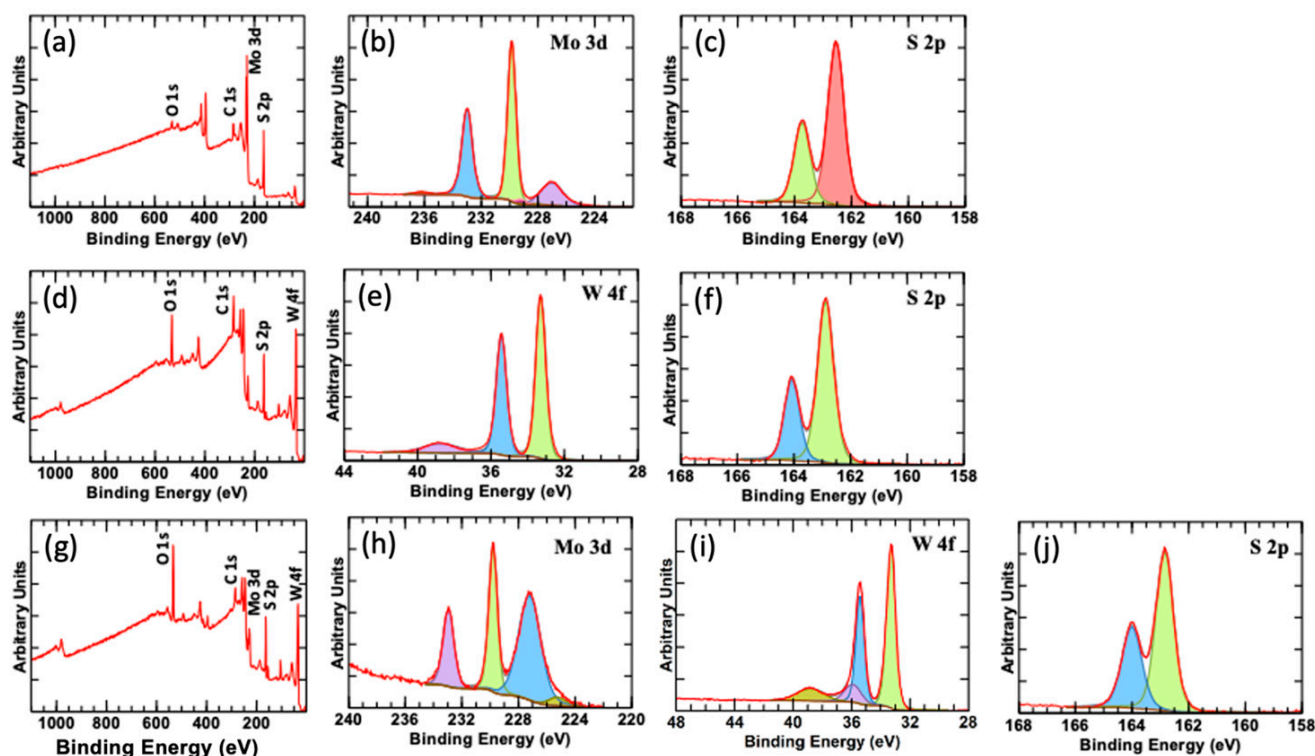 (a)
O 1s
C 1s
Mo 3d
S 2p
Arbitrary Units
1000 800 600 400 200
Binding Energy (eV)
(b)
Mo 3d
Arbitrary Units
240 236 232 228 224
Binding Energy (eV)
(c)
S 2p
Arbitrary Units
168 166 164 162 160 158
Binding Energy (eV)
(d)
O 1s
C 1s
S 2p
W 4f
Arbitrary Units
1000 800 600 400 200
Binding Energy (eV)
(e)
W 4f
Arbitrary Units
44 40 36 32 28
Binding Energy (eV)
(f)
S 2p
Arbitrary Units
168 166 164 162 160 158
Binding Energy (eV)
(g)
O 1s
C 1s
Mo 3d
S 2p
W 4f
Arbitrary Units
1000 800 600 400 200
Binding Energy (eV)
(h)
Mo 3d
Arbitrary Units
240 236 232 228 224 220
Binding Energy (eV)
(i)
W 4f
Arbitrary Units
48 44 40 36 32 28
Binding Energy (eV)
(j)
S 2p
Arbitrary Units
168 166 164 162 160 158
Binding Energy (eV)